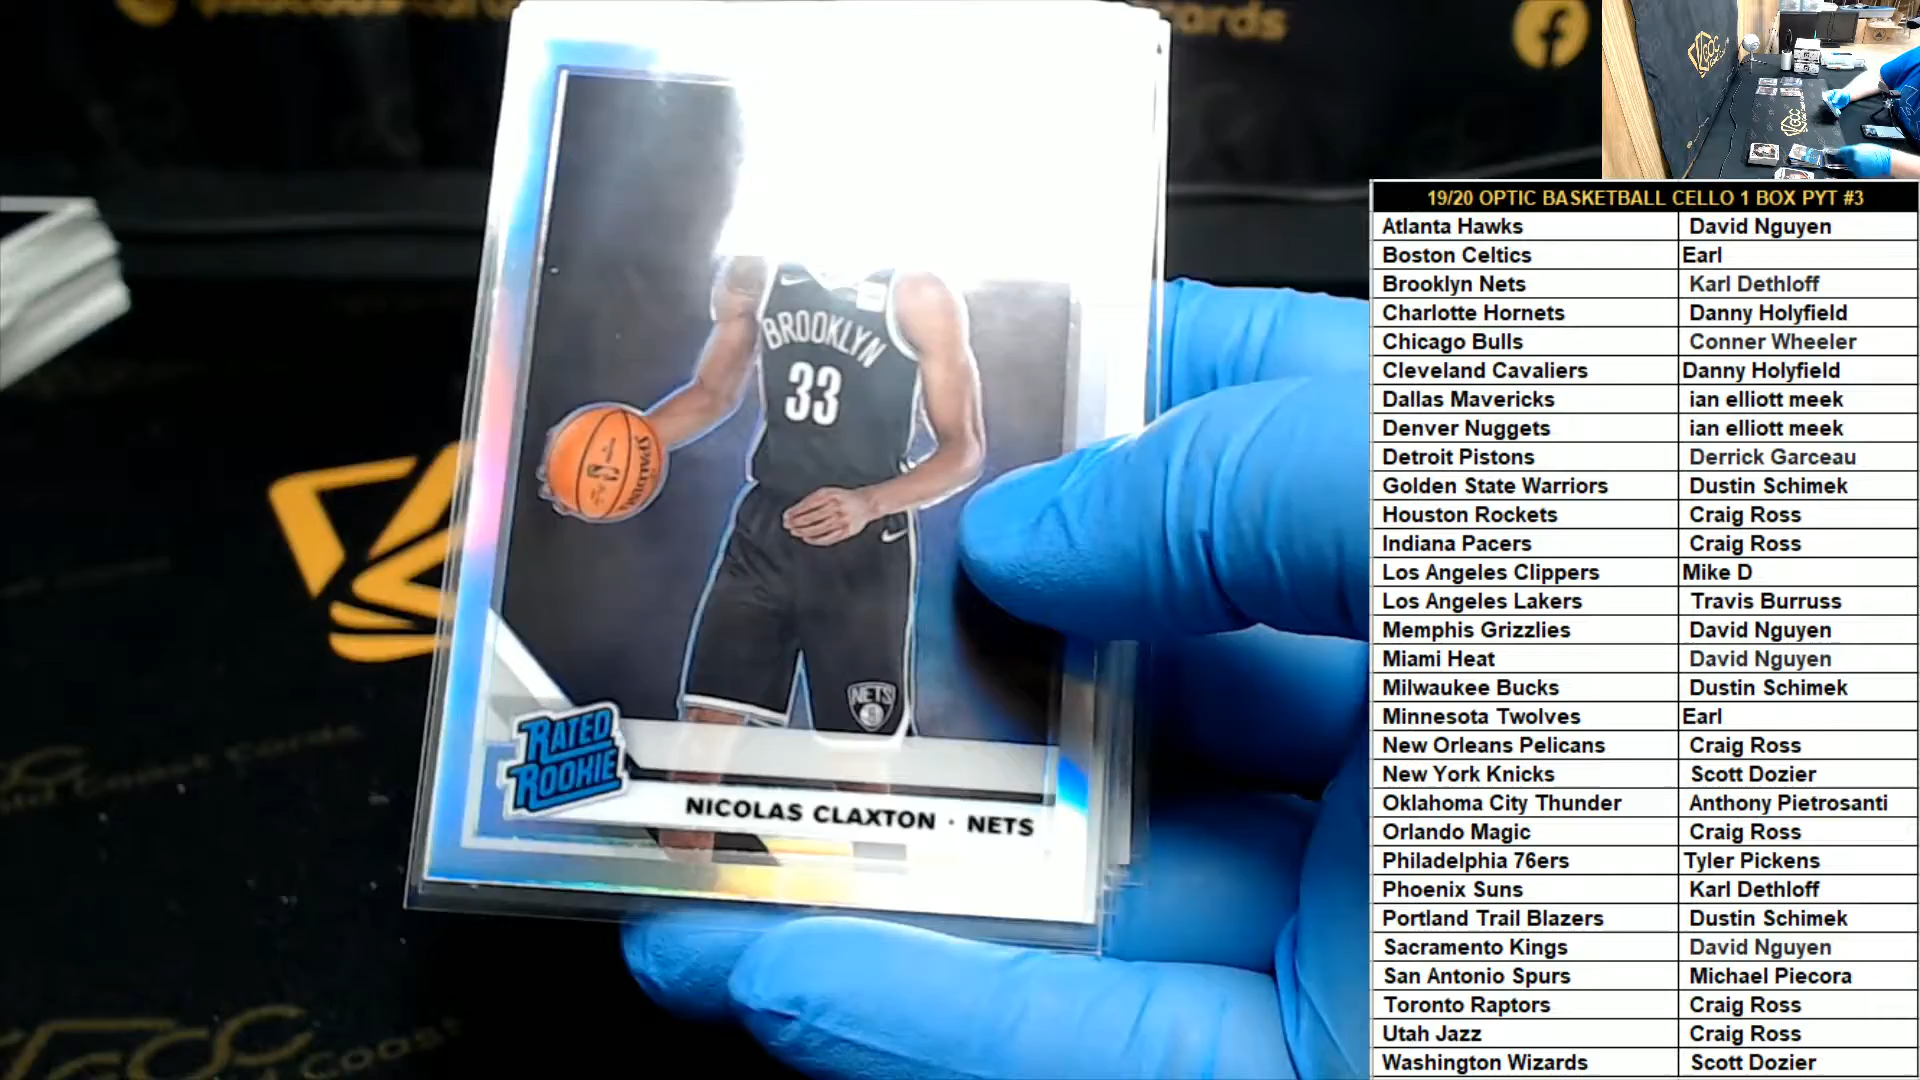 cards
BROOKLYN
33
SPALDING
NETS
RATED
ROOKIE
NICOLAS CLAXTON · NETS
Coast Cards
Coast
19/20 OPTIC BASKETBALL CELLO 1 BOX PYT #3
Atlanta Hawks David Nguyen
Boston Celtics Earl
Brooklyn Nets Karl Dethloff
Charlotte Hornets Danny Holyfield
Chicago Bulls Conner Wheeler
Cleveland Cavaliers Danny Holyfield
Dallas Mavericks ian elliott meek
Denver Nuggets ian elliott meek
Detroit Pistons Derrick Garceau
Golden State Warriors Dustin Schimek
Houston Rockets Craig Ross
Indiana Pacers Craig Ross
Los Angeles Clippers Mike D
Los Angeles Lakers Travis Burruss
Memphis Grizzlies David Nguyen
Miami Heat David Nguyen
Milwaukee Bucks Dustin Schimek
Minnesota Twolves Earl
New Orleans Pelicans Craig Ross
New York Knicks Scott Dozier
Oklahoma City Thunder Anthony Pietrosanti
Orlando Magic Craig Ross
Philadelphia 76ers Tyler Pickens
Phoenix Suns Karl Dethloff
Portland Trail Blazers Dustin Schimek
Sacramento Kings David Nguyen
San Antonio Spurs Michael Piecora
Toronto Raptors Craig Ross
Utah Jazz Craig Ross
Washington Wizards Scott Dozier